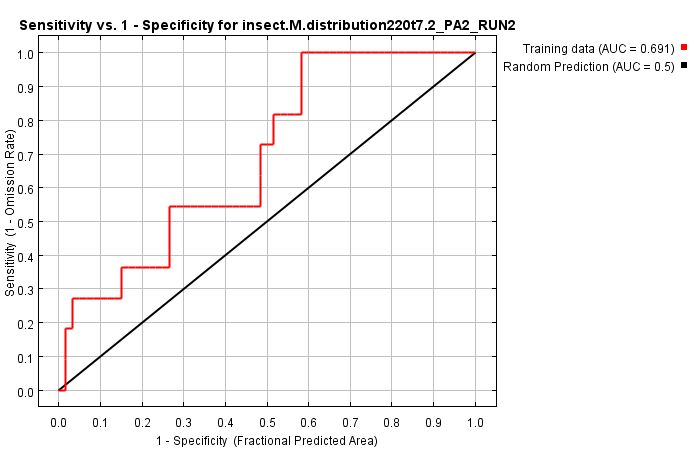 Sensitivity vs. 1 - Specificity for insect.M.distribution220t7.2_PA2_RUN2
Training data (AUC = 0.691)
Random Prediction (AUC = 0.5)
Sensitivity (1 - Omission Rate)
1.0
0.9
0.8
0.7
0.6
0.5
0.4
0.3
0.2
0.1
0.0
0.0 0.1 0.2 0.3 0.4 0.5 0.6 0.7 0.8 0.9 1.0
1 - Specificity (Fractional Predicted Area)